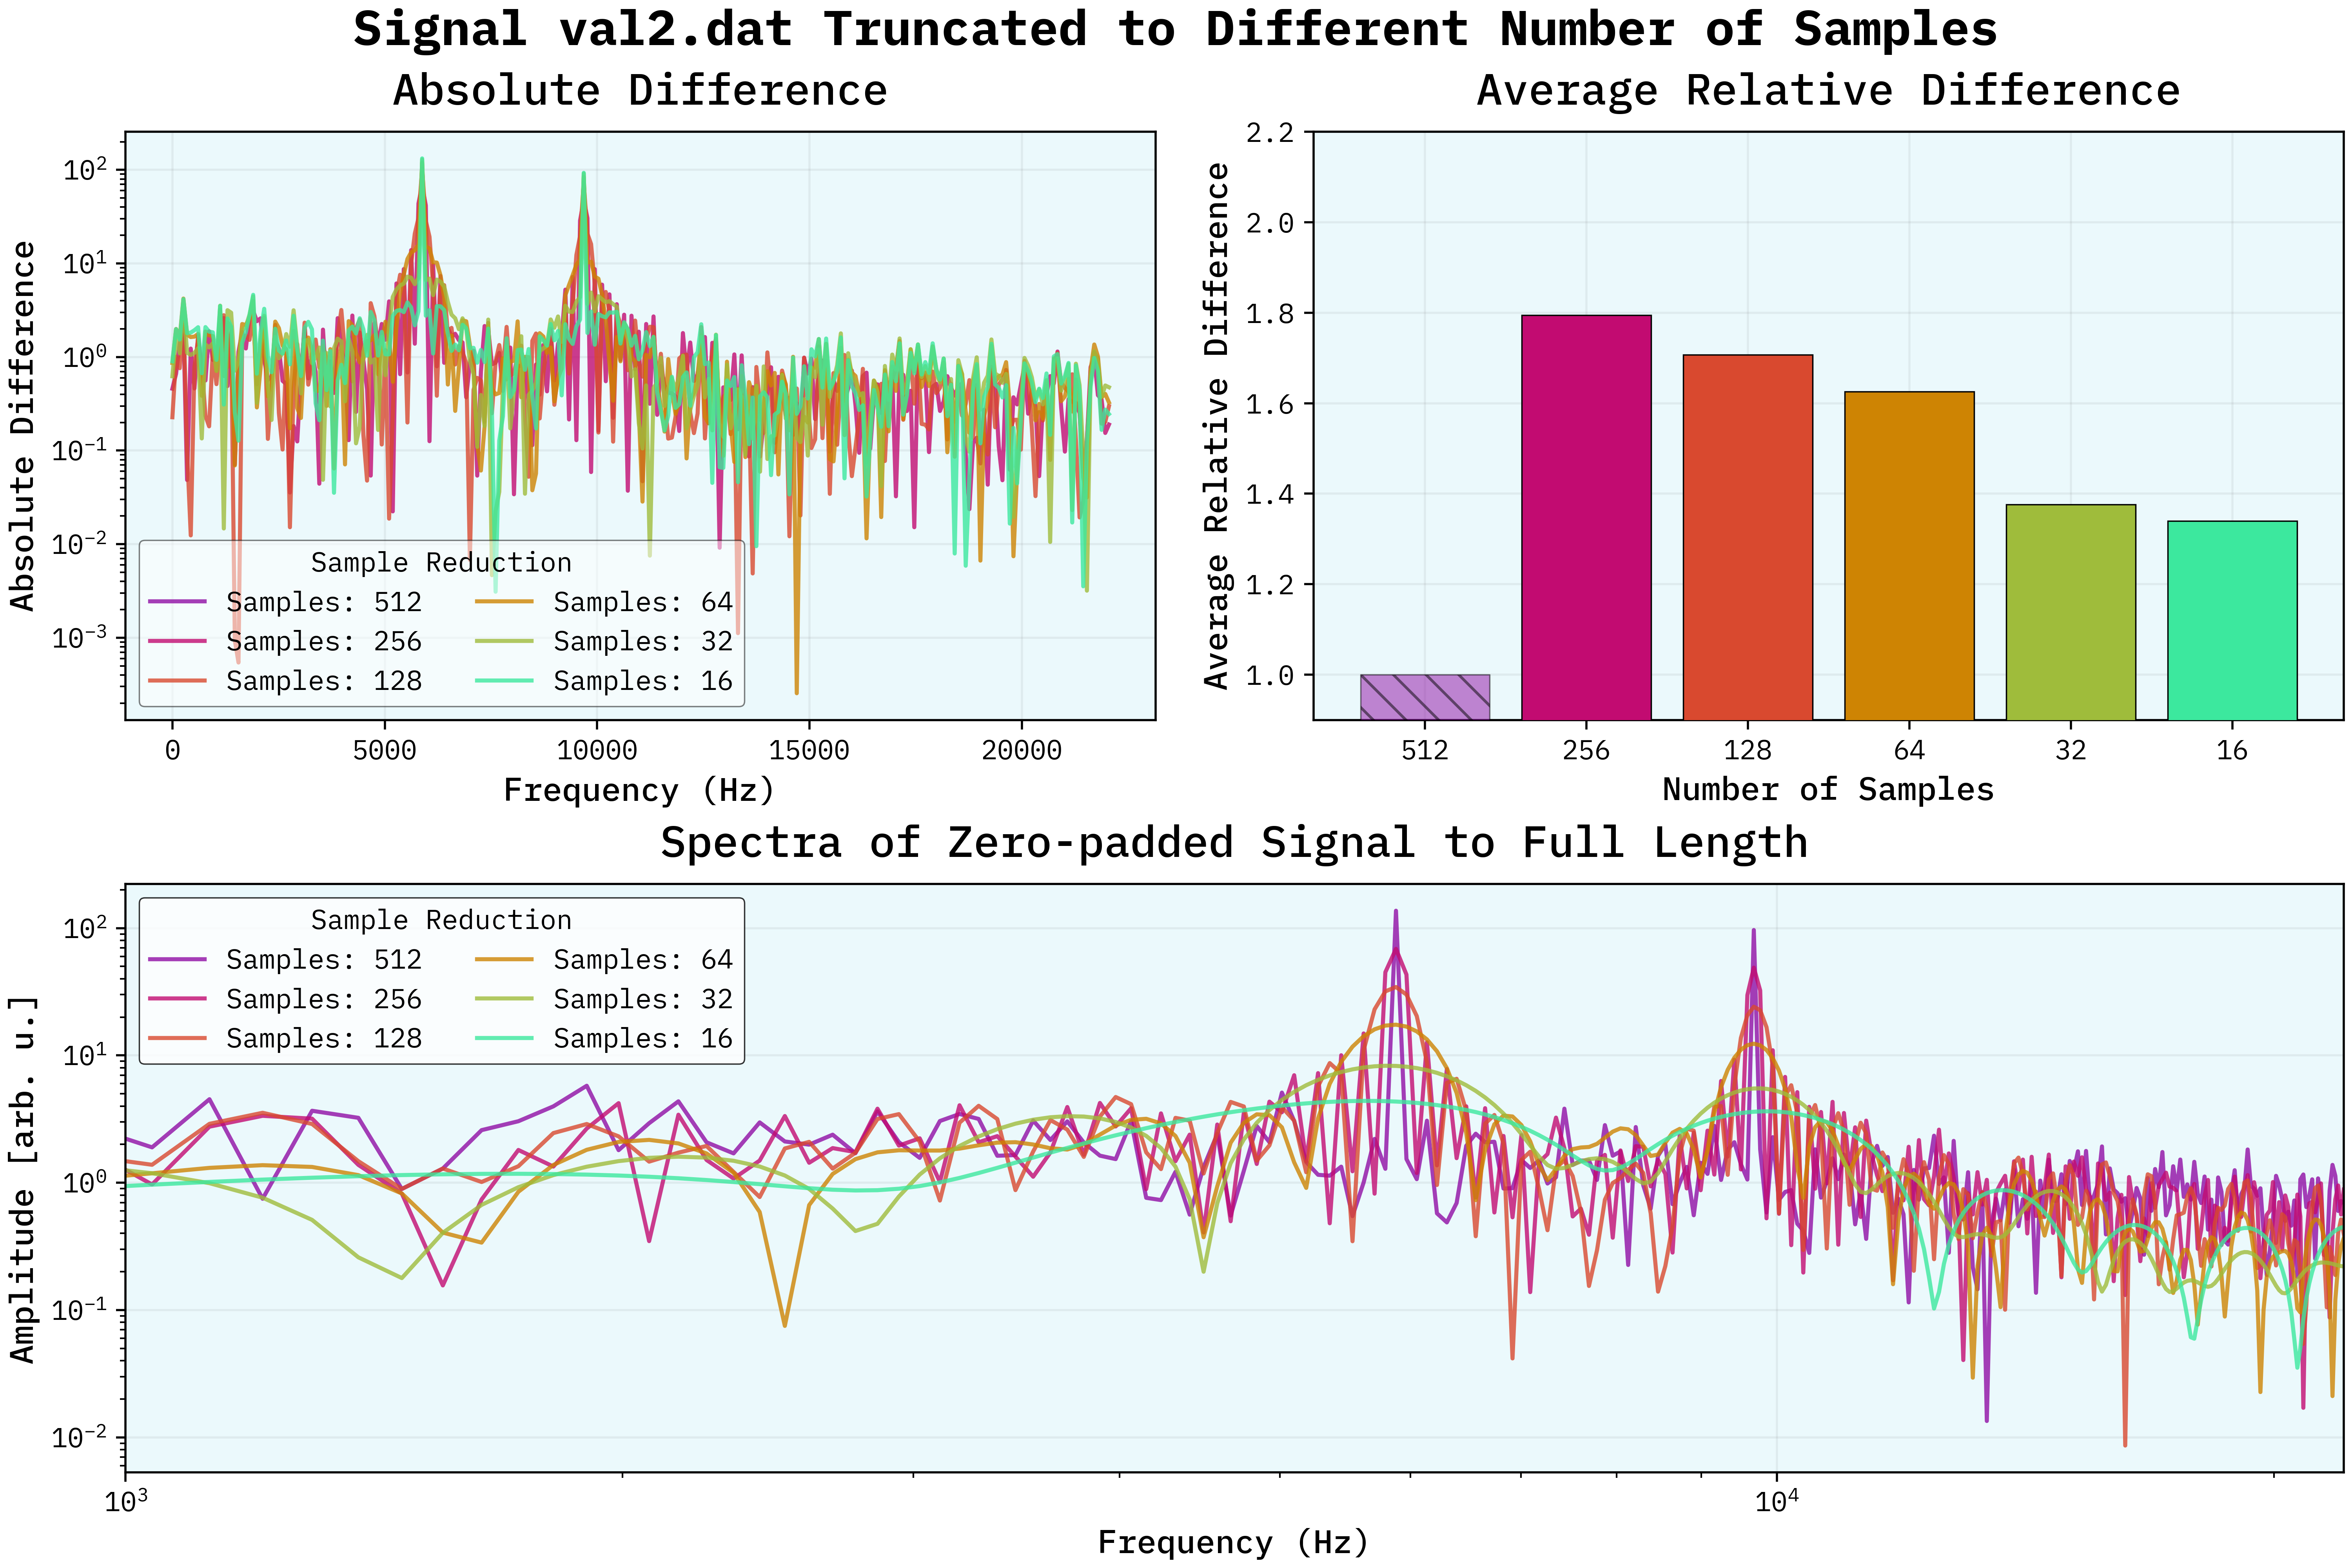 Signal val2.dat Truncated to Different Number of Samples
Absolute Difference
Absolute Difference
10²
10¹
10⁰
10⁻¹
10⁻²
10⁻³
Sample Reduction
Samples: 512
Samples: 256
Samples: 128
Samples: 64
Samples: 32
Samples: 16
0
5000
10000
15000
20000
Frequency (Hz)
Average Relative Difference
Average Relative Difference
2.2
2.0
1.8
1.6
1.4
1.2
1.0
512
256
128
64
32
16
Number of Samples
Spectra of Zero-padded Signal to Full Length
Amplitude [arb. u.]
10²
10¹
10⁰
10⁻¹
10⁻²
Sample Reduction
Samples: 512
Samples: 256
Samples: 128
Samples: 64
Samples: 32
Samples: 16
10³
10⁴
Frequency (Hz)